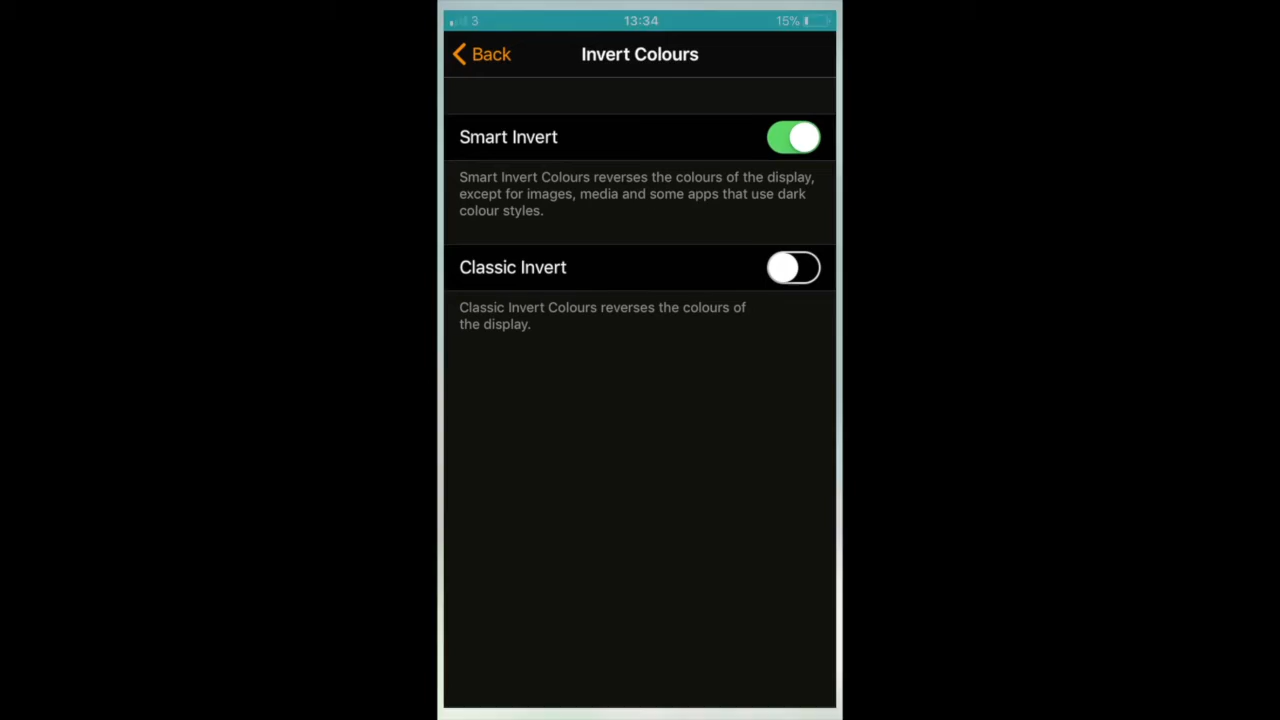 3 13:34 15%
Back Invert Colours
Smart Invert
Smart Invert Colours reverses the colours of the display,
except for images, media and some apps that use dark
colour styles.
Classic Invert
Classic Invert Colours reverses the colours of
the display.